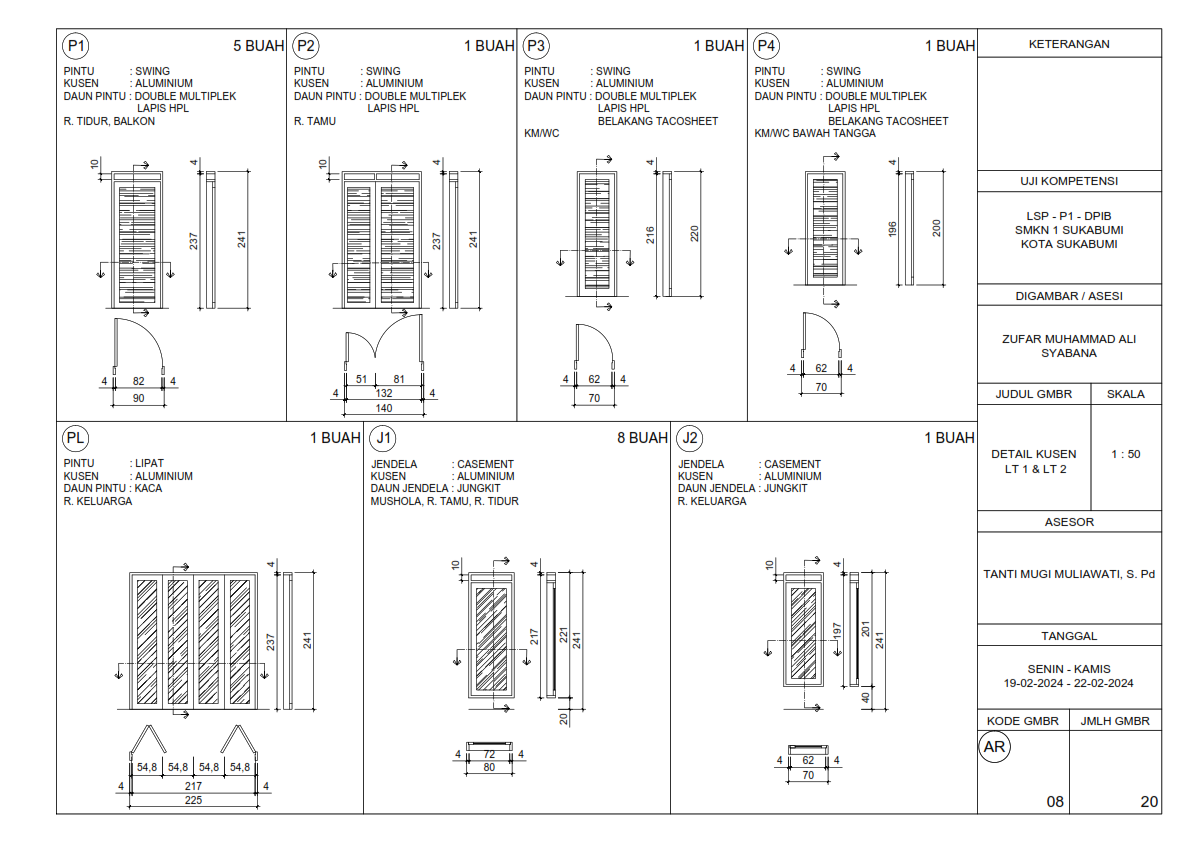 P1
5 BUAH
PINTU : SWING
KUSEN : ALUMINIUM
DAUN PINTU : DOUBLE MULTIPLEK
LAPIS HPL
R. TIDUR, BALKON
10
4
237
241
4
82
4
90
P2
1 BUAH
PINTU : SWING
KUSEN : ALUMINIUM
DAUN PINTU : DOUBLE MULTIPLEK
LAPIS HPL
R. TAMU
10
4
237
241
51
81
4
132
4
140
P3
1 BUAH
PINTU : SWING
KUSEN : ALUMINIUM
DAUN PINTU : DOUBLE MULTIPLEK
LAPIS HPL
BELAKANG TACOSHEET
KM/WC
4
216
220
4
62
4
70
P4
1 BUAH
PINTU : SWING
KUSEN : ALUMINIUM
DAUN PINTU : DOUBLE MULTIPLEK
LAPIS HPL
BELAKANG TACOSHEET
KM/WC BAWAH TANGGA
4
196
200
4
62
4
70
PL
1 BUAH
PINTU : LIPAT
KUSEN : ALUMINIUM
DAUN PINTU : KACA
R. KELUARGA
4
237
241
54,8
54,8
54,8
54,8
4
217
4
225
J1
8 BUAH
JENDELA : CASEMENT
KUSEN : ALUMINIUM
DAUN JENDELA : JUNGKIT
MUSHOLA, R. TAMU, R. TIDUR
10
4
217
221
241
20
4
72
4
80
J2
1 BUAH
JENDELA : CASEMENT
KUSEN : ALUMINIUM
DAUN JENDELA : JUNGKIT
R. KELUARGA
10
4
197
201
241
40
4
62
4
70
KETERANGAN
UJI KOMPETENSI
LSP - P1 - DPIB
SMKN 1 SUKABUMI
KOTA SUKABUMI
DIGAMBAR / ASESI
ZUFAR MUHAMMAD ALI
SYABANA
JUDUL GMBR
SKALA
DETAIL KUSEN
LT 1 & LT 2
1 : 50
ASESOR
TANTI MUGI MULIAWATI, S. Pd
TANGGAL
SENIN - KAMIS
19-02-2024 - 22-02-2024
KODE GMBR
JMLH GMBR
AR
08
20